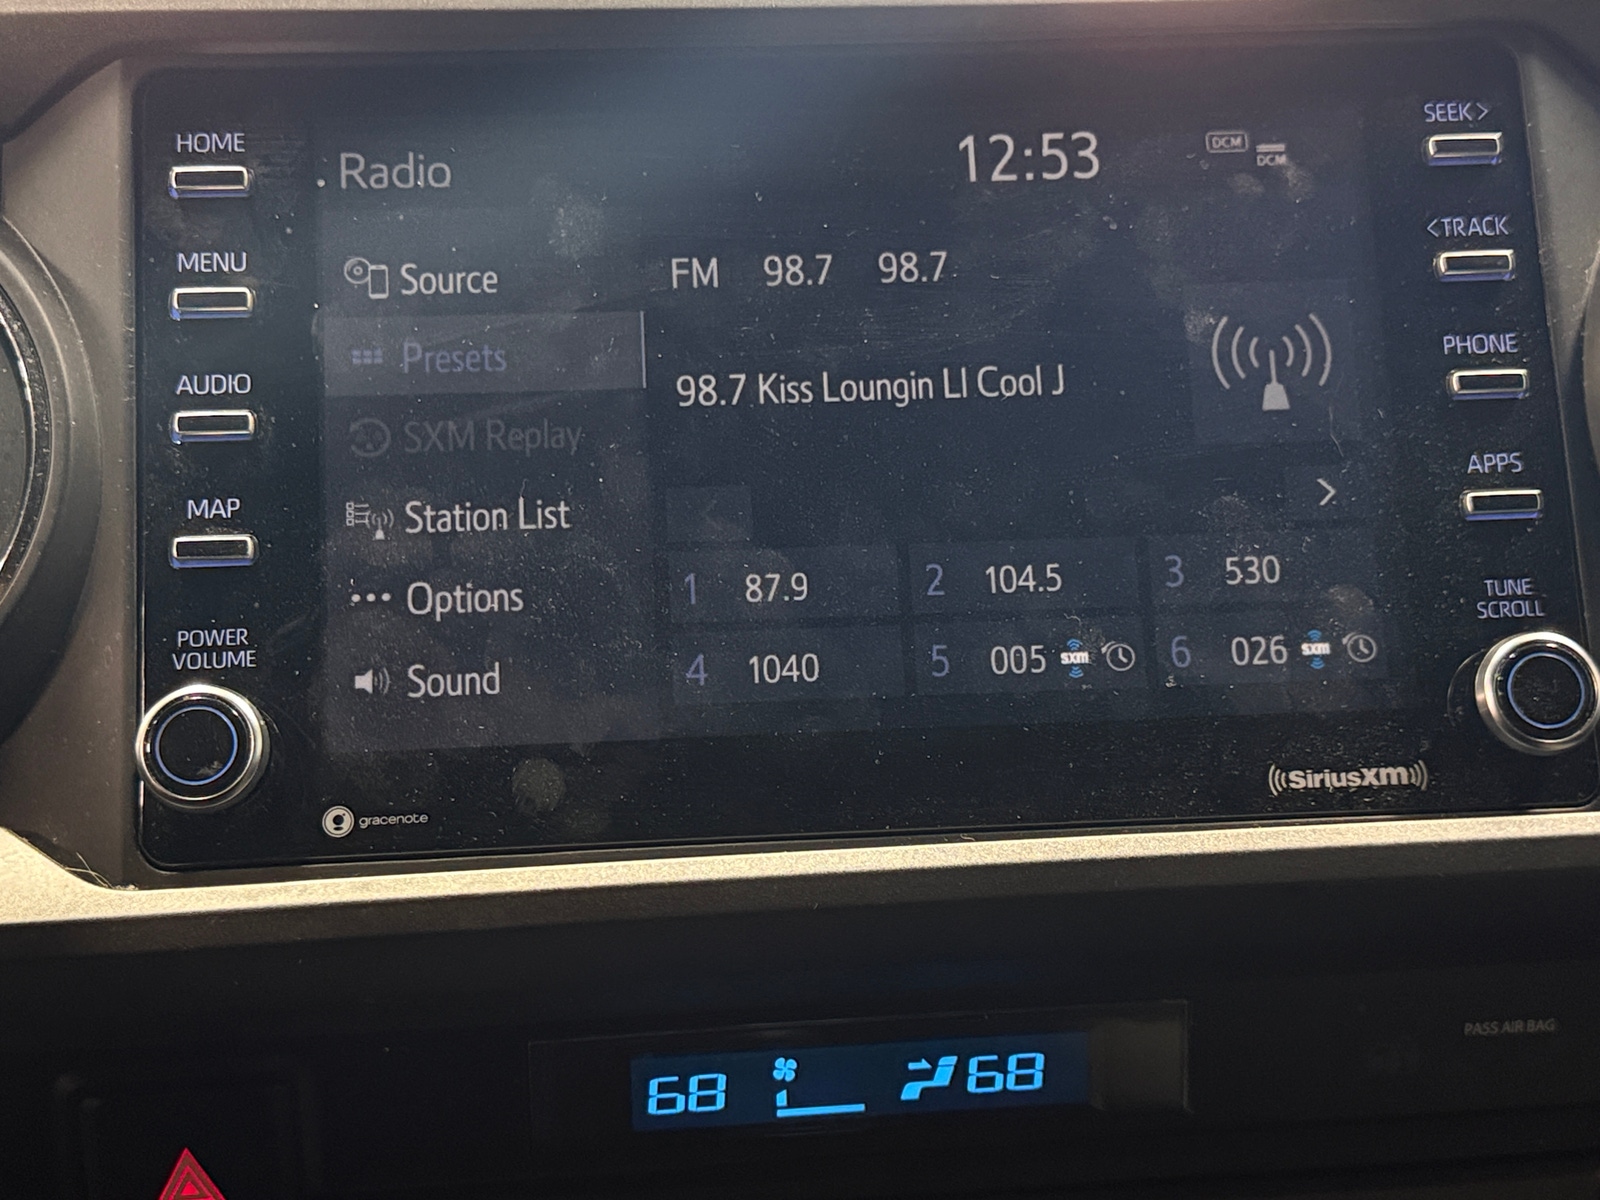 HOME
MENU
AUDIO
MAP
POWER
VOLUME
Radio
12:53
DCM
DCM
Source
Presets
SXM Replay
Station List
Options
Sound
FM 98.7 98.7
98.7 Kiss Loungin Ll Cool J
<
>
1 87.9
2 104.5
3 530
4 1040
5 005 sxm
6 026 sxm
SEEK>
<TRACK
PHONE
APPS
TUNE
SCROLL
gracenote
((SiriusXM))
PASS AIR BAG
68
68